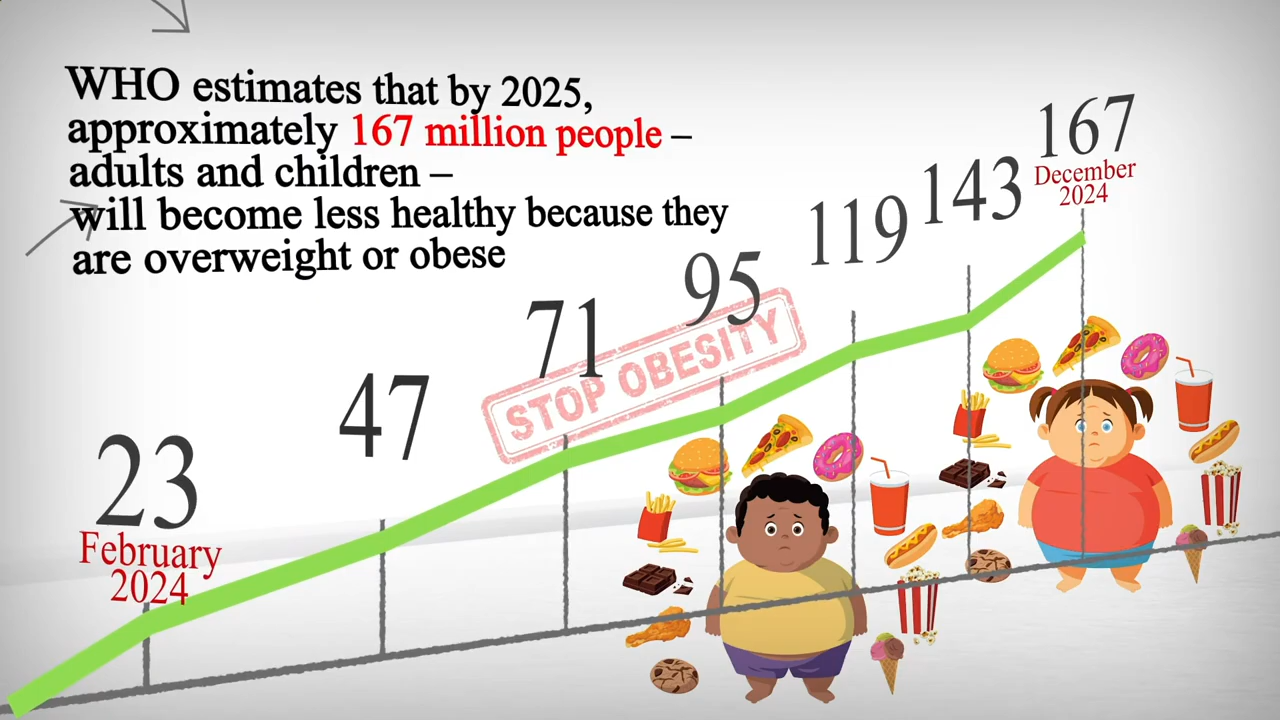 WHO estimates that by 2025,
approximately 167 million people –
adults and children –
will become less healthy because they
are overweight or obese
23
February
2024
47
71
95
119
143
167
December
2024
STOP OBESITY